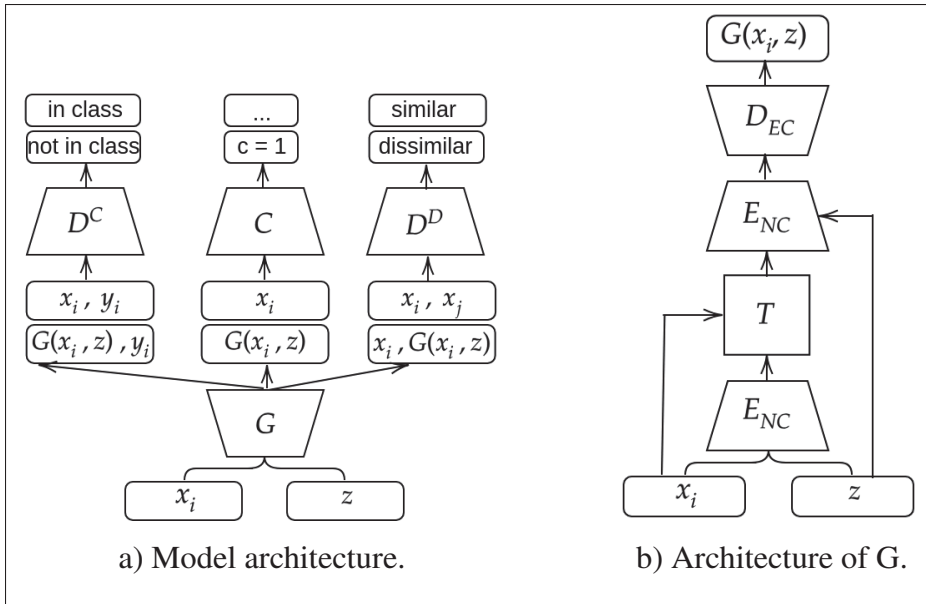 in class
not in class
D^C
x_i , y_i
G(x_i , z) , y_i
...
c = 1
C
x_i
G(x_i , z)
similar
dissimilar
D^D
x_i , x_j
x_i , G(x_i , z)
G
x_i
z
a) Model architecture.
G(x_i, z)
D_EC
E_NC
T
E_NC
x_i
z
b) Architecture of G.